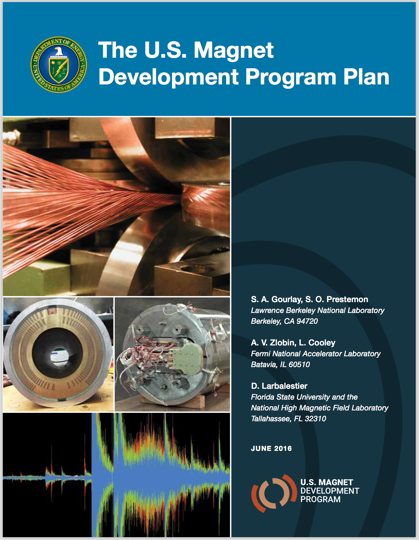 The U.S. Magnet
Development Program Plan
S. A. Gourlay, S. O. Prestemon
Lawrence Berkeley National Laboratory
Berkeley, CA 94720
A. V. Zlobin, L. Cooley
Fermi National Accelerator Laboratory
Batavia, IL 60510
D. Larbalestier
Florida State University and the
National High Magnetic Field Laboratory
Tallahassee, FL 32310
JUNE 2016
U.S. MAGNET
DEVELOPMENT
PROGRAM